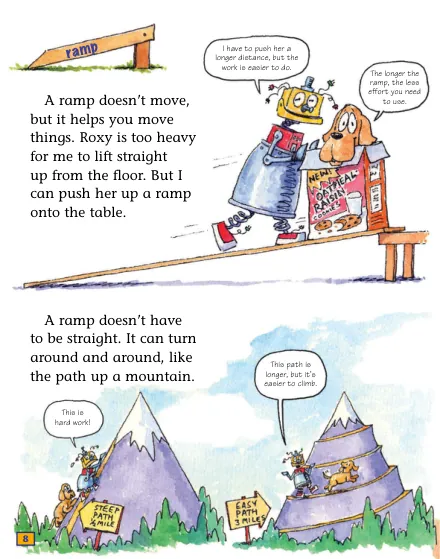 ramp
I have to push her a
longer distance, but the
work is easier to do.
The longer the
ramp, the less
effort you need
to use.
A ramp doesn't move,
but it helps you move
things. Roxy is too heavy
for me to lift straight
up from the floor. But I
can push her up a ramp
onto the table.
NEW!
OATMEAL
RAISIN
COOKIES
A ramp doesn't have
to be straight. It can turn
around and around, like
the path up a mountain.
This is
hard work!
This path is
longer, but it's
easier to climb.
STEEP
PATH
½ MILE
EASY
PATH
3 MILES
8